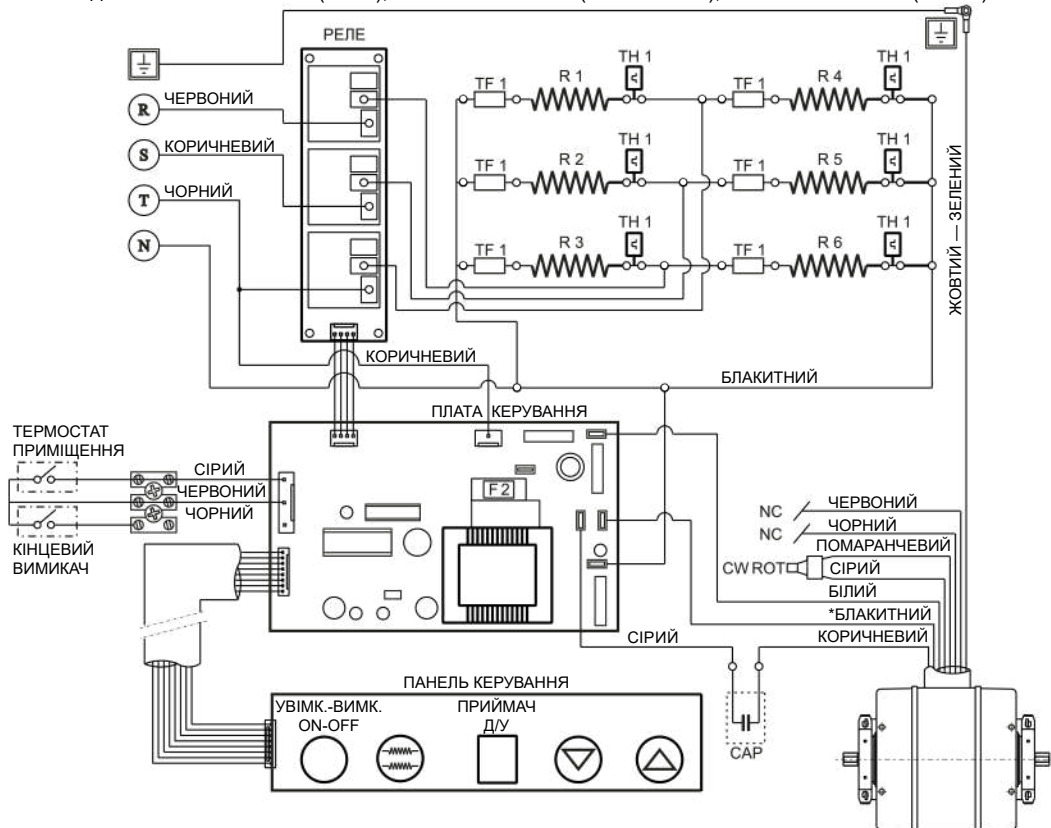 РЕЛЕ
R ЧЕРВОНИЙ
S КОРИЧНЕВИЙ
T ЧОРНИЙ
N
TF 1 R 1 TH 1 TF 1 R 4 TH 1
TF 1 R 2 TH 1 TF 1 R 5 TH 1
TF 1 R 3 TH 1 TF 1 R 6 TH 1
ЖОВТИЙ — ЗЕЛЕНИЙ
КОРИЧНЕВИЙ
БЛАКИТНИЙ
ПЛАТА КЕРУВАННЯ
F 2
ТЕРМОСТАТ
ПРИМІЩЕННЯ
СІРИЙ
ЧЕРВОНИЙ
ЧОРНИЙ
КІНЦЕВИЙ
ВИМИКАЧ
NC ЧЕРВОНИЙ
NC ЧОРНИЙ
ПОМАРАНЧЕВИЙ
CW ROT СІРИЙ
БІЛИЙ
*БЛАКИТНИЙ
СІРИЙ
КОРИЧНЕВИЙ
CAP
ПАНЕЛЬ КЕРУВАННЯ
УВІМК.-ВИМК.
ON-OFF
ПРИЙМАЧ
Д/У